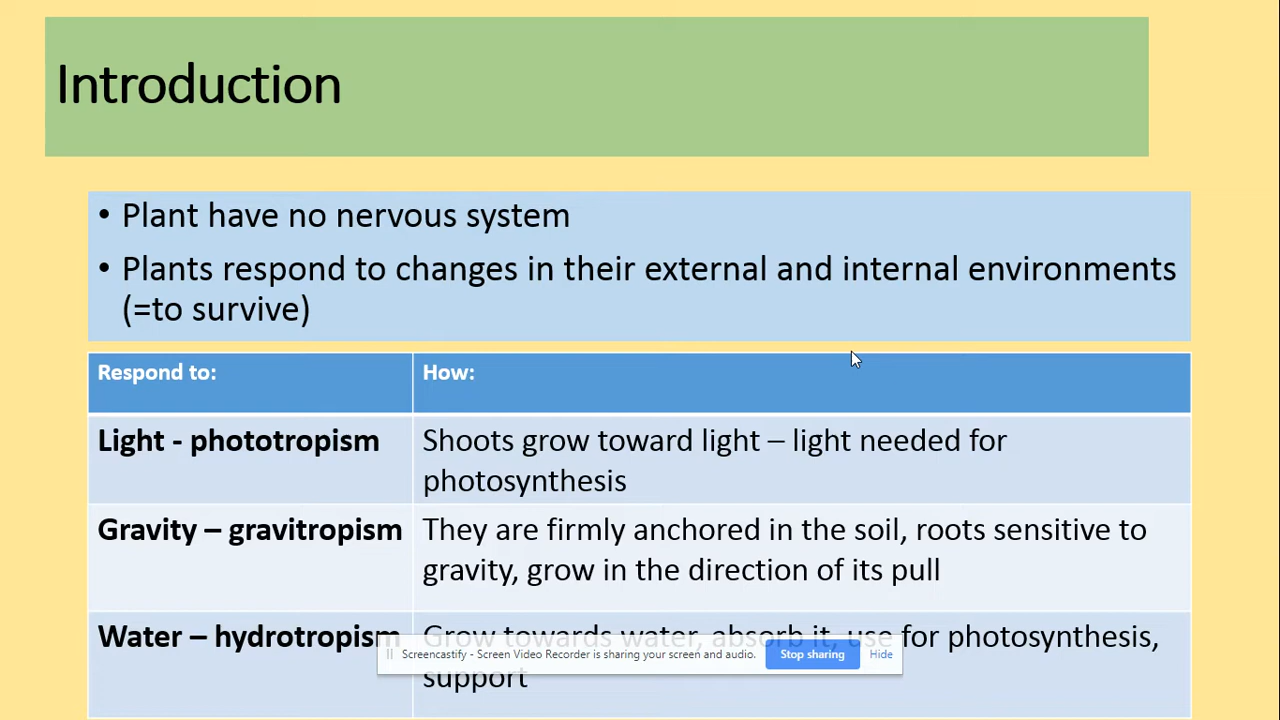 Introduction
• Plant have no nervous system
• Plants respond to changes in their external and internal environments
(=to survive)
Respond to:
How:
Light - phototropism
Shoots grow toward light – light needed for
photosynthesis
Gravity – gravitropism
They are firmly anchored in the soil, roots sensitive to
gravity, grow in the direction of its pull
Water – hydrotropism
Grow towards water, absorb it, use for photosynthesis,
support
Screencastify - Screen Video Recorder is sharing your screen and audio.
Stop sharing
Hide